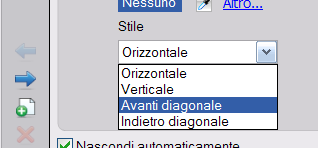 Nessuno Altro...
Stile
Orizzontale
Orizzontale
Verticale
Avanti diagonale
Indietro diagonale
Nascondi automaticamente